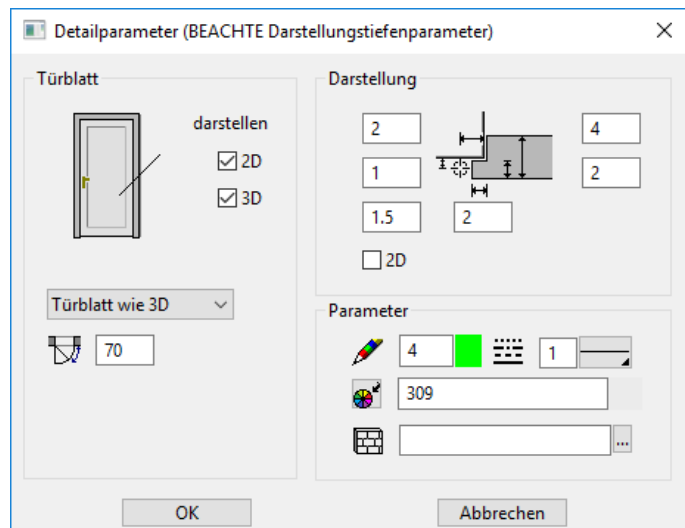 Detailparameter (BEACHTE Darstellungstiefenparameter)
Türblatt
darstellen
2D
3D
Türblatt wie 3D
70
Darstellung
2
4
1
2
1.5
2
2D
Parameter
4
1
309
...
OK
Abbrechen